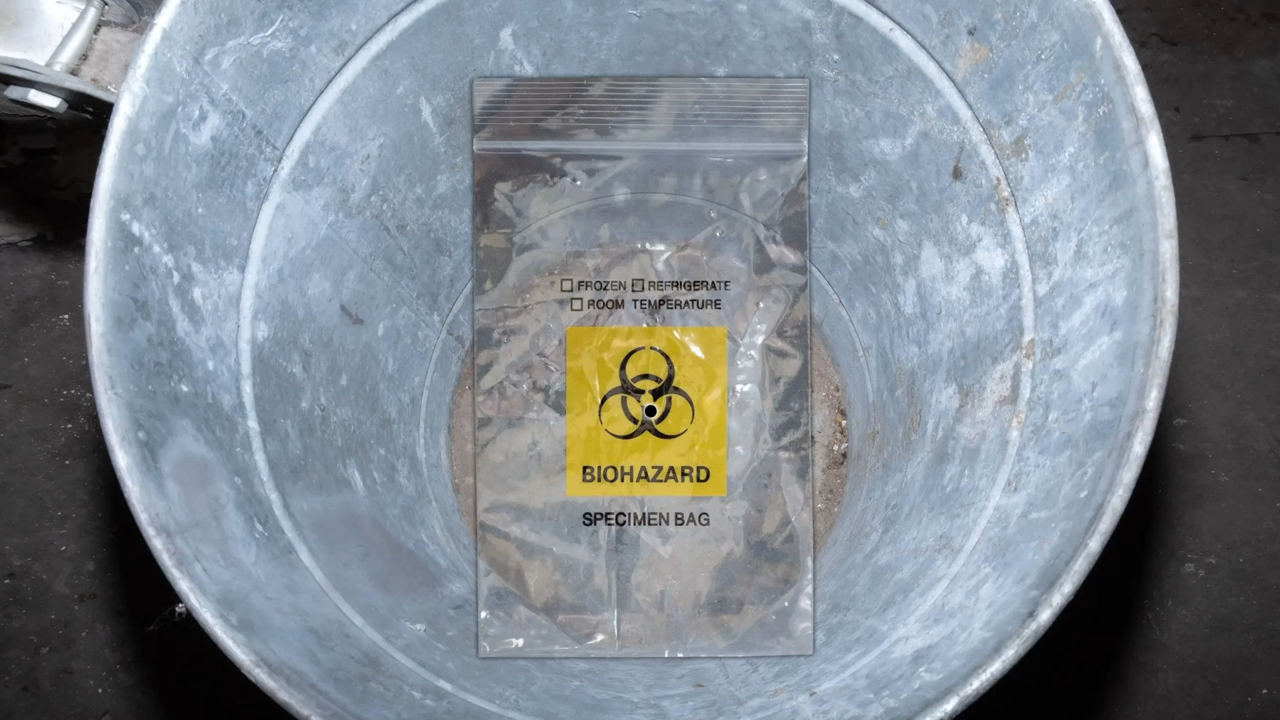 FROZEN REFRIGERATE
ROOM TEMPERATURE
BIOHAZARD
SPECIMEN BAG